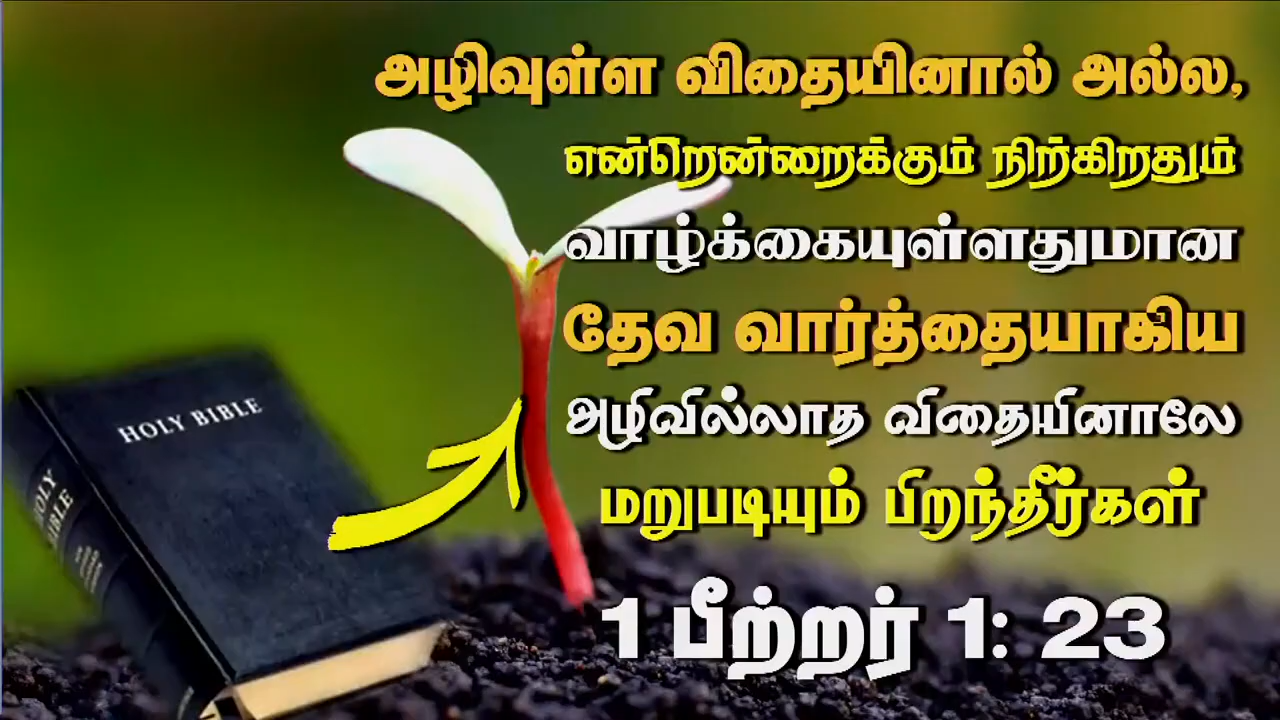 அழிவுள்ள விதையினால் அல்ல,
என்றென்றைக்கும் நிற்கிறதும்
வாழ்க்கையுள்ளதுமான
தேவ வார்த்தையாகிய
அழிவில்லாத விதையினாலே
மறுபடியும் பிறந்தீர்கள்
1 பீற்றர் 1: 23
HOLY BIBLE
HOLY
BIBLE